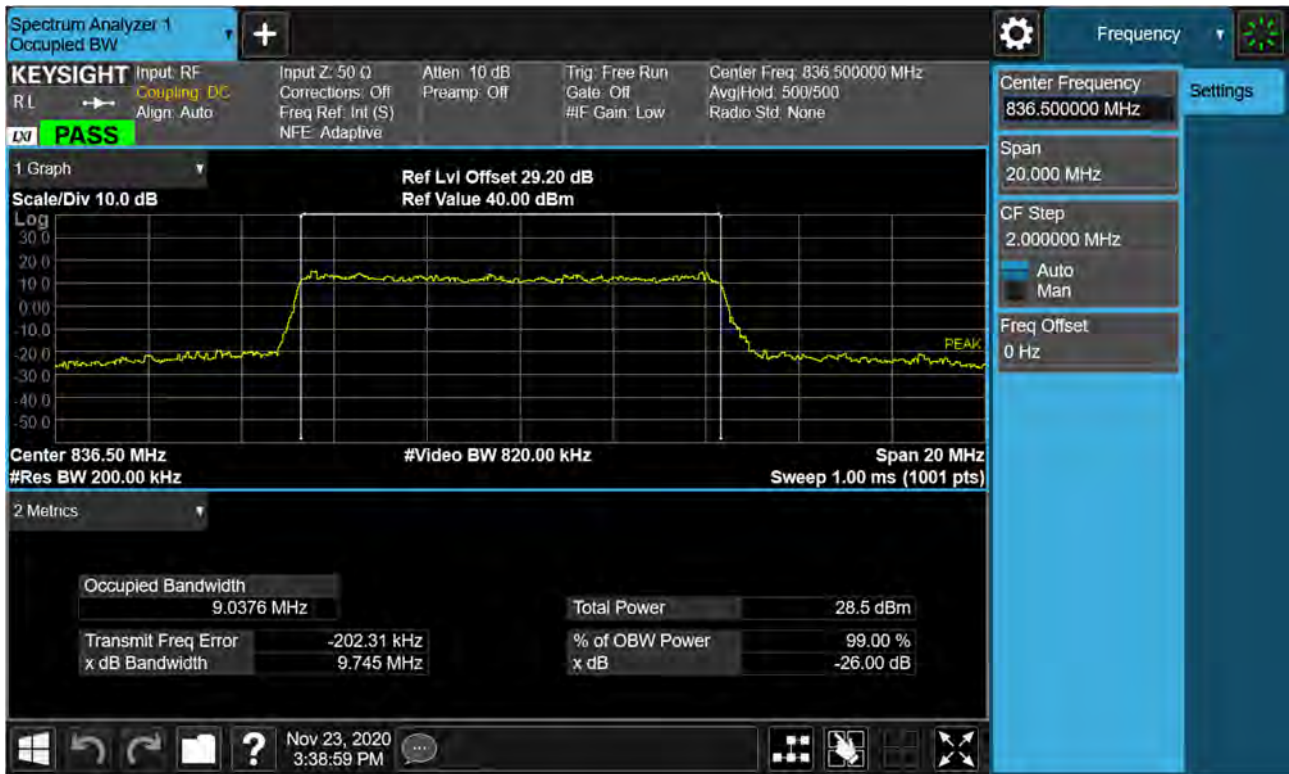 Spectrum Analyzer 1
Occupied BW
+
Frequency
KEYSIGHT
R L
LXI
PASS
Input: RF
Coupling: DC
Align: Auto
Input Z: 50 Ω
Corrections: Off
Freq Ref: Int (S)
NFE: Adaptive
Atten: 10 dB
Preamp: Off
Trig: Free Run
Gate: Off
#IF Gain: Low
Center Freq: 836.500000 MHz
Avg|Hold: 500/500
Radio Std: None
Center Frequency
836.500000 MHz
Settings
Span
20.000 MHz
CF Step
2.000000 MHz
Auto
Man
Freq Offset
0 Hz
1 Graph
Scale/Div 10.0 dB
Ref Lvl Offset 29.20 dB
Ref Value 40.00 dBm
Log
30.0
20.0
10.0
0.00
-10.0
-20.0
-30.0
-40.0
-50.0
PEAK
Center 836.50 MHz
#Video BW 820.00 kHz
Span 20 MHz
#Res BW 200.00 kHz
Sweep 1.00 ms (1001 pts)
2 Metrics
Occupied Bandwidth
9.0376 MHz
Total Power 28.5 dBm
Transmit Freq Error -202.31 kHz
% of OBW Power 99.00 %
x dB Bandwidth 9.745 MHz
x dB -26.00 dB
?
Nov 23, 2020
3:38:59 PM